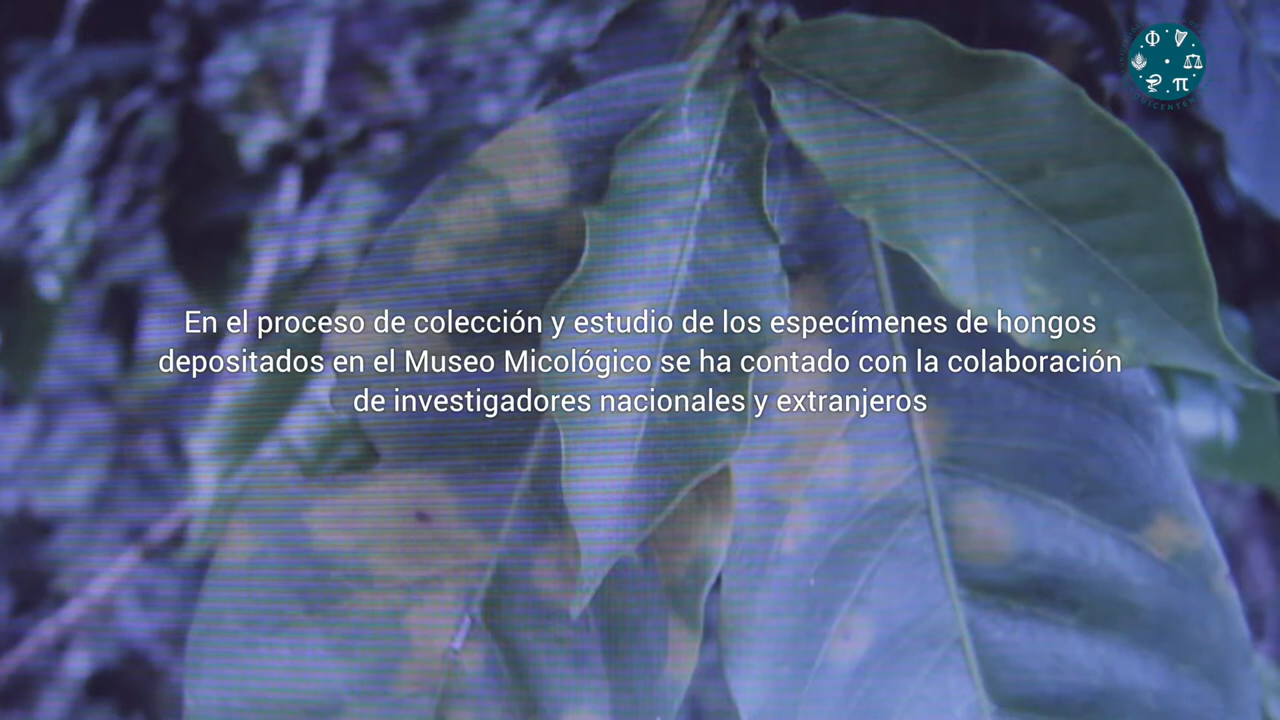 Φ
π
En el proceso de colección y estudio de los especímenes de hongos
depositados en el Museo Micológico se ha contado con la colaboración
de investigadores nacionales y extranjeros